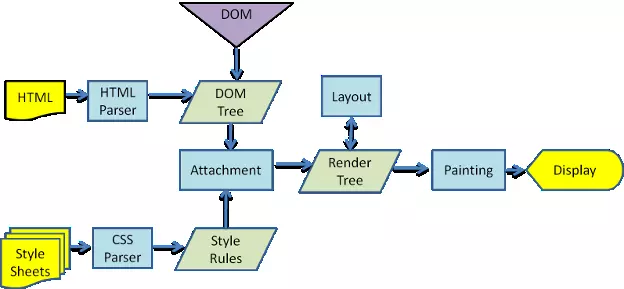 DOM
HTML
HTML
Parser
DOM
Tree
Layout
Attachment
Render
Tree
Painting
Display
Style
Sheets
CSS
Parser
Style
Rules